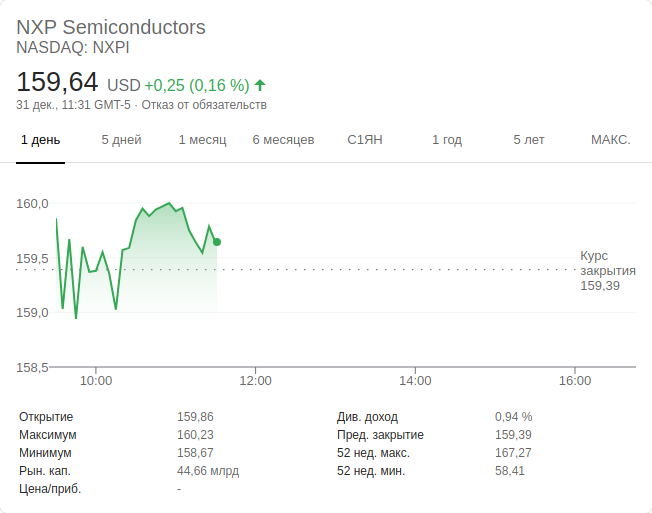 NXP Semiconductors
NASDAQ: NXPI
159,64 USD +0,25 (0,16 %)
31 дек., 11:31 GMT-5 · Отказ от обязательств
1 день 5 дней 1 месяц 6 месяцев С1ЯН 1 год 5 лет МАКС.
160,0
159,5
159,0
158,5
Курс
закрытия
159,39
10:00 12:00 14:00 16:00
Открытие 159,86 Див. доход 0,94 %
Максимум 160,23 Пред. закрытие 159,39
Минимум 158,67 52 нед. макс. 167,27
Рын. кап. 44,66 млрд 52 нед. мин. 58,41
Цена/приб. -